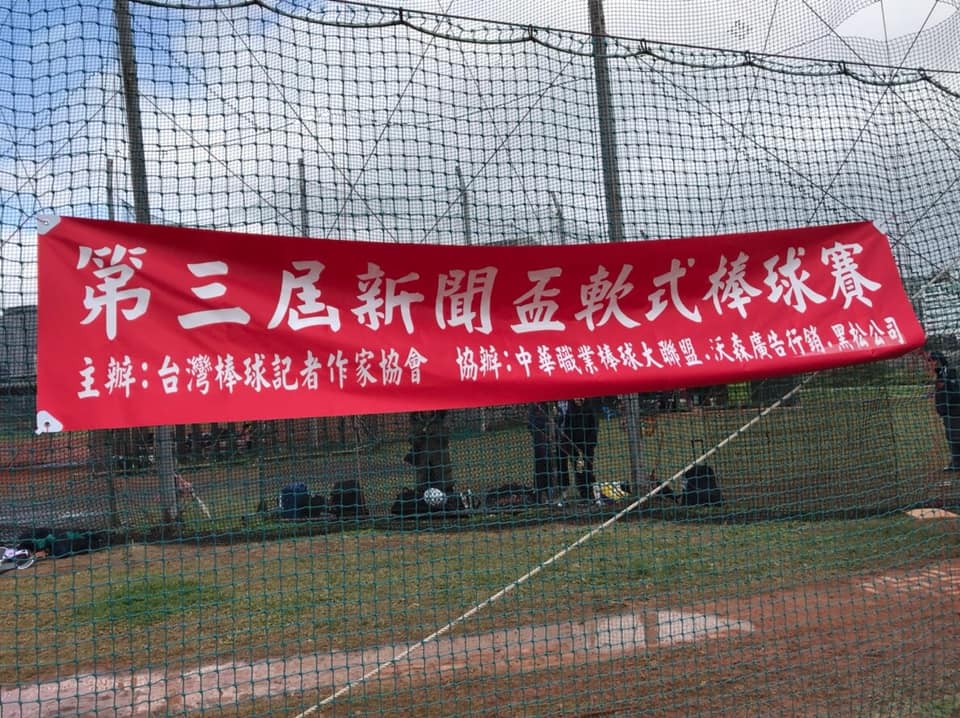 第三屆新聞盃軟式棒球賽
主辦：台灣棒球記者作家協會 協辦：中華職業棒球大聯盟、沃森廣告行銷、黑松公司